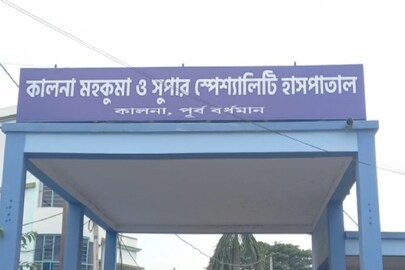 কালনা মহকুমা ও সুপার স্পেশ্যালিটি হাসপাতাল
কালনা, পূর্ব বর্ধমান